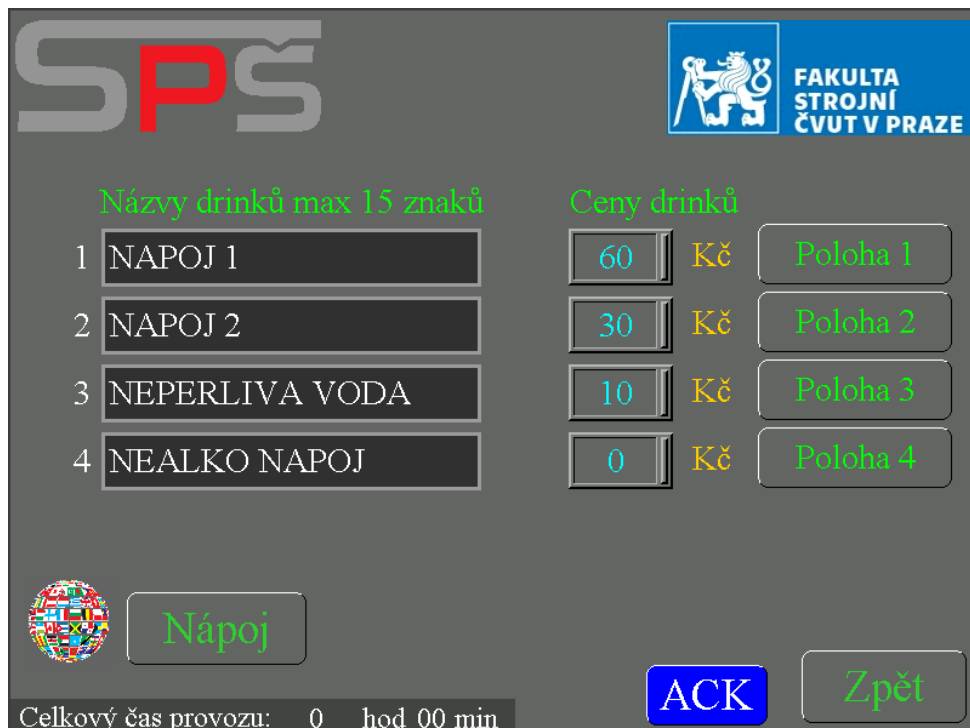 SPŠ
FAKULTA
STROJNÍ
ČVUT V PRAZE
Názvy drinků max 15 znaků Ceny drinků
1 NAPOJ 1 60 Kč Poloha 1
2 NAPOJ 2 30 Kč Poloha 2
3 NEPERLIVA VODA 10 Kč Poloha 3
4 NEALKO NAPOJ 0 Kč Poloha 4
Nápoj
ACK Zpět
Celkový čas provozu: 0 hod 00 min